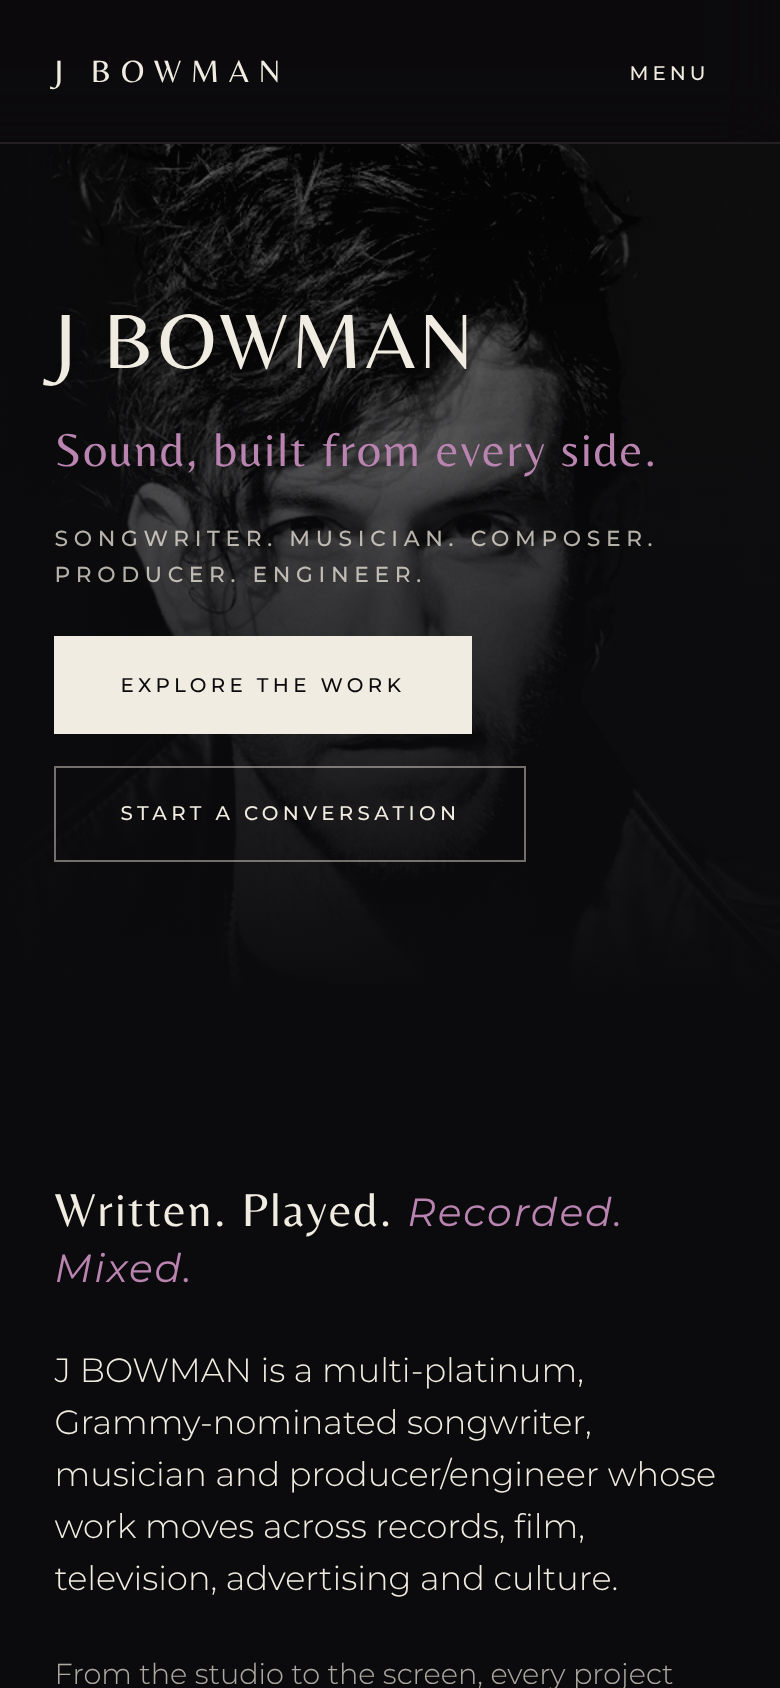 J BOWMAN
MENU
J BOWMAN
Sound, built from every side.
SONGWRITER. MUSICIAN. COMPOSER.
PRODUCER. ENGINEER.
EXPLORE THE WORK
START A CONVERSATION
Written. Played. Recorded.
Mixed.
J BOWMAN is a multi-platinum,
Grammy-nominated songwriter,
musician and producer/engineer whose
work moves across records, film,
television, advertising and culture.
From the studio to the screen, every project